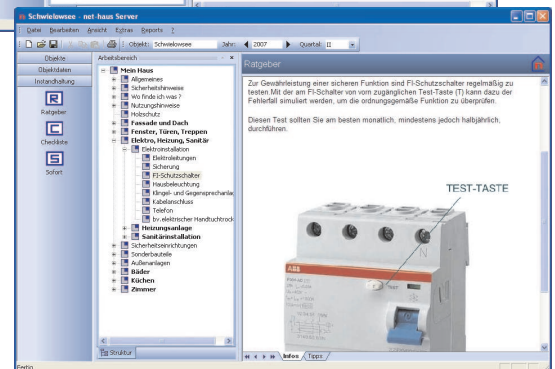 Schwielowsee - net-haus Server
Datei Bearbeiten Ansicht Extras Reports ?
Objekt: Schwielowsee Jahr: 2007 Quartal: II
Objekte
Objektdaten
Instandhaltung
R
Ratgeber
C
Checkliste
S
Sofort
Arbeitsbereich
Mein Haus
Allgemeines
Sicherheitshinweise
Wo finde ich was ?
Nutzungshinweise
Holzschutz
Fassade und Dach
Fenster, Türen, Treppen
Elektro, Heizung, Sanitär
Elektroinstallation
Elektroleitungen
Sicherung
FI-Schutzschalter
Hausbeleuchtung
Klingel- und Gegensprechanla
Kabelanschluss
Telefon
bv.elektrischer Handtuchtrock
Heizungsanlage
Sanitärinstallation
Sicherheitseinrichtungen
Sonderbauteile
Außenanlagen
Bäder
Küchen
Zimmer
Struktur
Ratgeber
Zur Gewährleistung einer sicheren Funktion sind FI-Schutzschalter regelmäßig zu
testen.Mit der am FI-Schalter von vorn zugänglichen Test-Taste (T) kann dazu der
Fehlerfall simuliert werden, um die ordnungsgemäße Funktion zu überprüfen.
Diesen Test sollten Sie am besten monatlich, mindestens jedoch halbjährlich,
durchführen.
TEST-TASTE
N
ABB
Infos Tipps
Fertig